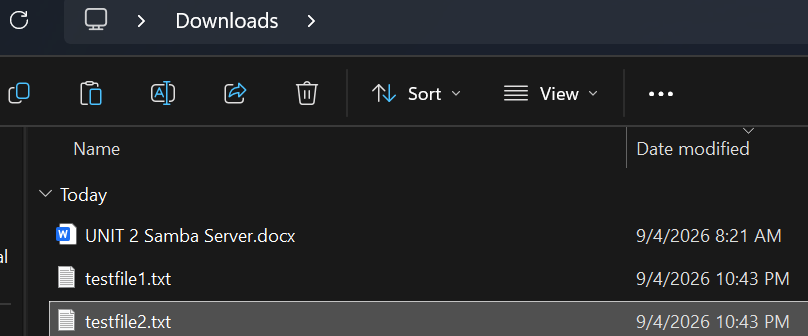 Downloads
Sort View
Name Date modified
Today
UNIT 2 Samba Server.docx 9/4/2026 8:21 AM
al
testfile1.txt 9/4/2026 10:43 PM
testfile2.txt 9/4/2026 10:43 PM